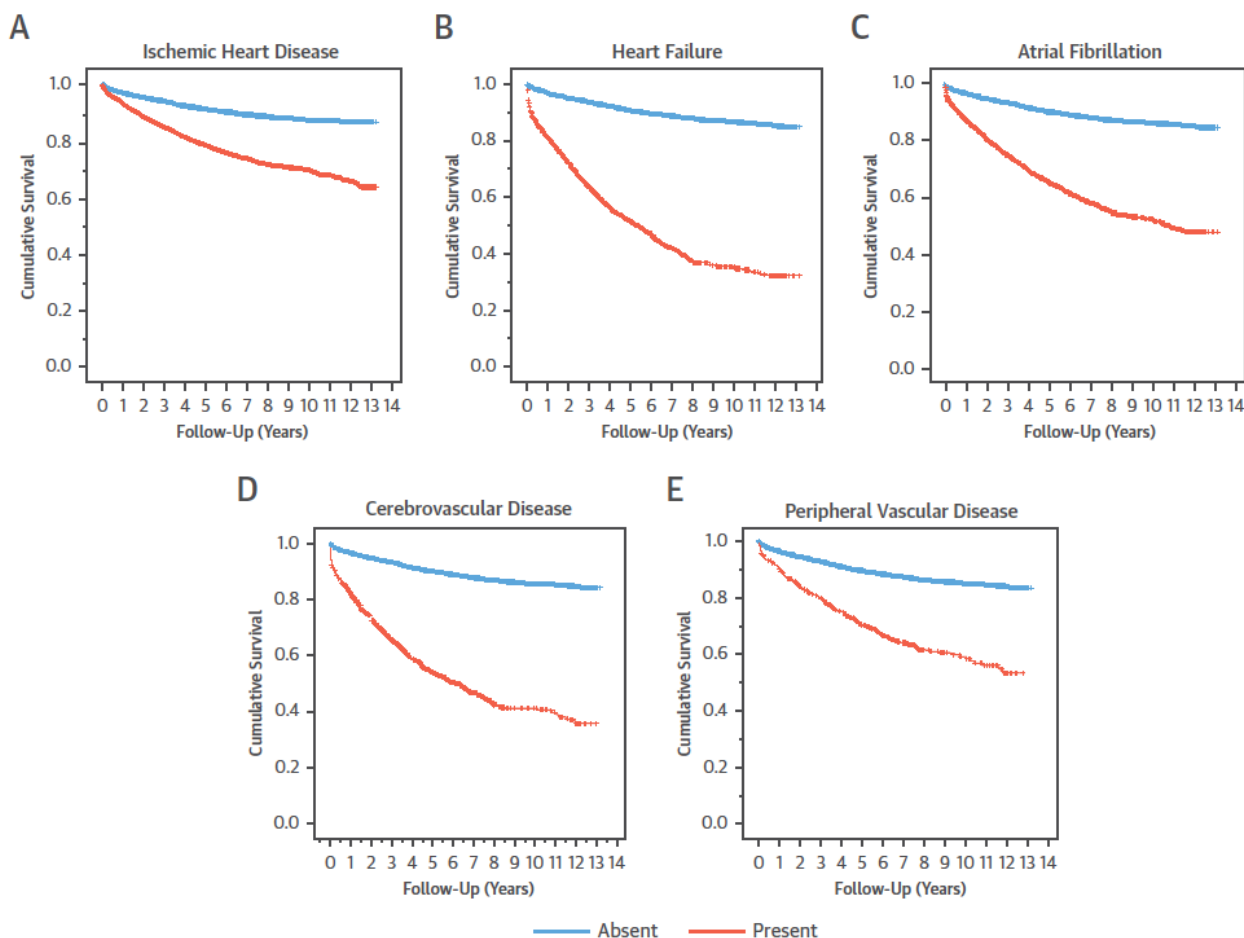 A
Ischemic Heart Disease
Cumulative Survival
1.0
0.8
0.6
0.4
0.2
0.0
0 1 2 3 4 5 6 7 8 9 10 11 12 13 14
Follow-Up (Years)
B
Heart Failure
Cumulative Survival
1.0
0.8
0.6
0.4
0.2
0.0
0 1 2 3 4 5 6 7 8 9 10 11 12 13 14
Follow-Up (Years)
C
Atrial Fibrillation
Cumulative Survival
1.0
0.8
0.6
0.4
0.2
0.0
0 1 2 3 4 5 6 7 8 9 10 11 12 13 14
Follow-Up (Years)
D
Cerebrovascular Disease
Cumulative Survival
1.0
0.8
0.6
0.4
0.2
0.0
0 1 2 3 4 5 6 7 8 9 10 11 12 13 14
Follow-Up (Years)
E
Peripheral Vascular Disease
Cumulative Survival
1.0
0.8
0.6
0.4
0.2
0.0
0 1 2 3 4 5 6 7 8 9 10 11 12 13 14
Follow-Up (Years)
Absent Present